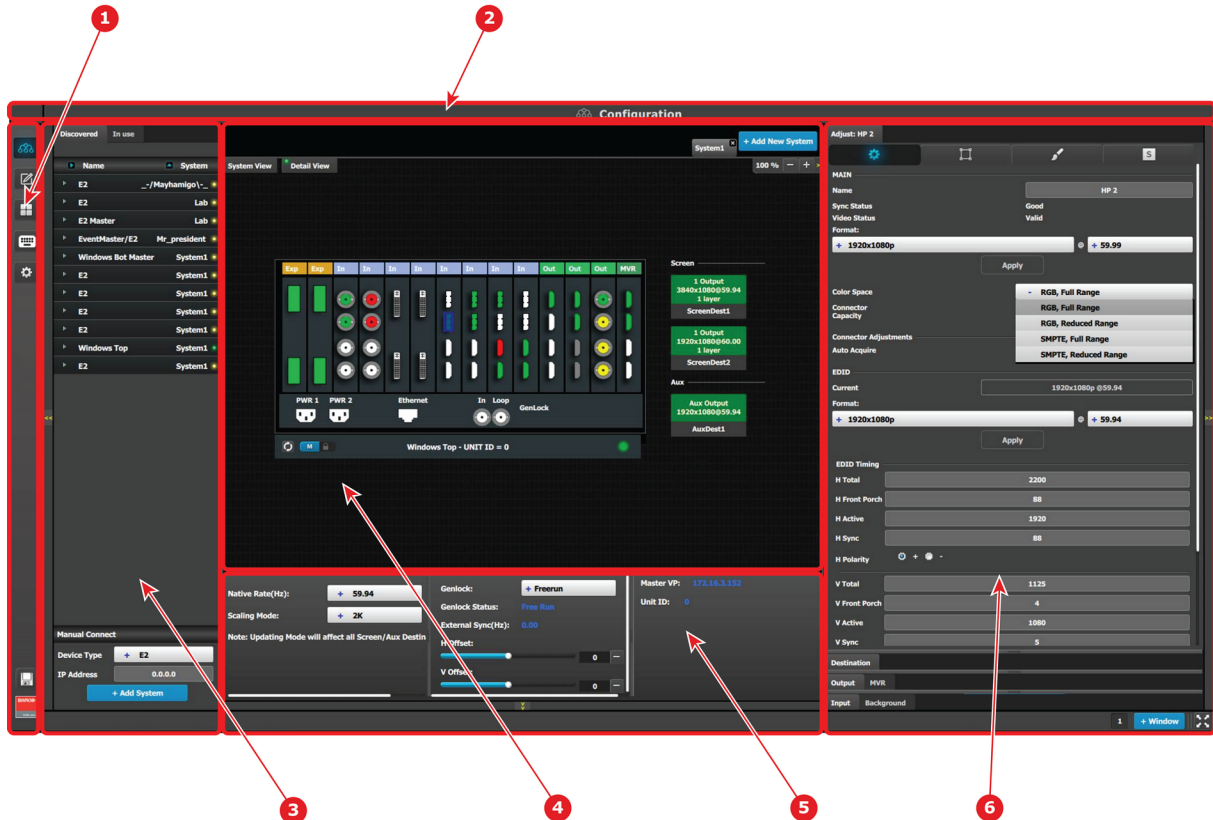 1
2
Configuration
Discovered In use
Name System
E2 _-/Mayhamigo\-_
E2 Lab
E2 Master Lab
EventMaster/E2 Mr_president
Windows Bot Master System1
E2 System1
E2 System1
E2 System1
E2 System1
Windows Top System1
E2 System1
Manual Connect
Device Type + E2
IP Address 0.0.0.0
+ Add System
System1 x + Add New System
System View Detail View 100 % − +
Exp Exp In In In In In In In In In Out Out Out MVR
PWR 1 PWR 2 Ethernet In Loop GenLock
M Windows Top - UNIT ID = 0
Screen
1 Output
3840x1080@59.94
1 layer
ScreenDest1
1 Output
1920x1080@60.00
1 layer
ScreenDest2
Aux
Aux Output
1920x1080@59.94
AuxDest1
Native Rate(Hz): + 59.94
Scaling Mode: + 2K
Note: Updating Mode will affect all Screen/Aux Destin
Genlock: + Freerun
Genlock Status: Free Run
External Sync(Hz): 0.00
H Offset:
0 −
V Offset:
0 −
Master VP: 172.16.3.152
Unit ID: 0
Adjust: HP 2
S
MAIN
Name HP 2
Sync Status Good
Video Status Valid
Format:
+ 1920x1080p @ + 59.99
Apply
Color Space - RGB, Full Range
Connector Capacity RGB, Full Range
RGB, Reduced Range
Connector Adjustments SMPTE, Full Range
Auto Acquire SMPTE, Reduced Range
EDID
Current 1920x1080p @59.94
Format:
+ 1920x1080p @ + 59.94
Apply
EDID Timing
H Total 2200
H Front Porch 88
H Active 1920
H Sync 88
H Polarity + -
V Total 1125
V Front Porch 4
V Active 1080
V Sync 5
Destination
Output MVR
Input Background
1 + Window
3
4
5
6